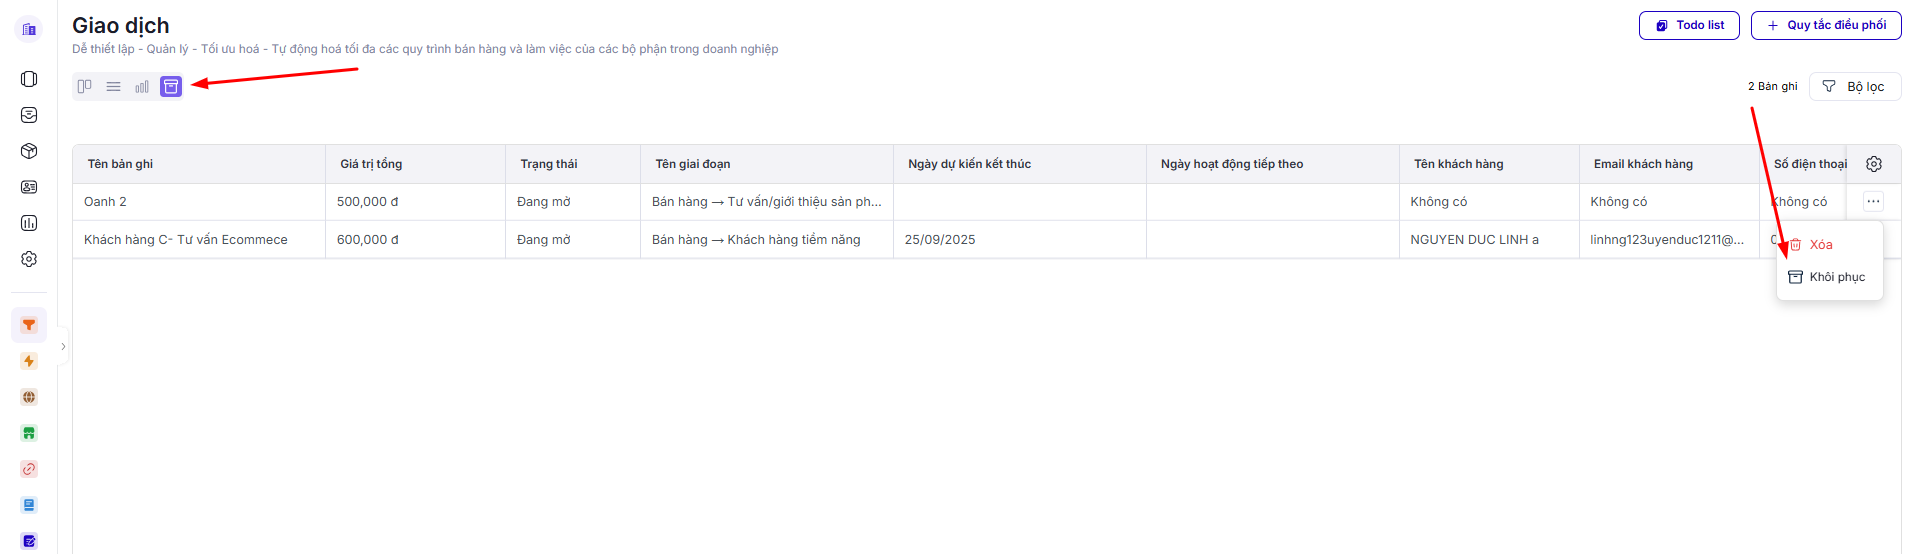 Giao dịch
Todo list
Quy tắc điều phối
Dễ thiết lập - Quản lý - Tối ưu hoá - Tự động hoá tối đa các quy trình bán hàng và làm việc của các bộ phận trong doanh nghiệp
2 Bản ghi
Bộ lọc
Tên bản ghi Giá trị tổng Trạng thái Tên giai đoạn Ngày dự kiến kết thúc Ngày hoạt động tiếp theo Tên khách hàng Email khách hàng Số điện thoại
Oanh 2 500,000 đ Đang mở Bán hàng → Tư vấn/giới thiệu sản ph... Không có Không có Không có
Khách hàng C- Tư vấn Ecommece 600,000 đ Đang mở Bán hàng → Khách hàng tiềm năng 25/09/2025 NGUYEN DUC LINH a linhng123uyenduc1211@... 0
Xóa
Khôi phục